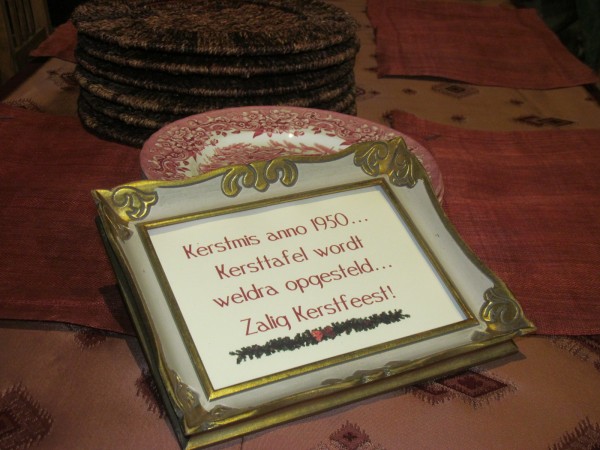 Kerstmis anno 1950...
Kersttafel wordt
weldra opgesteld...
Zalig Kerstfeest!